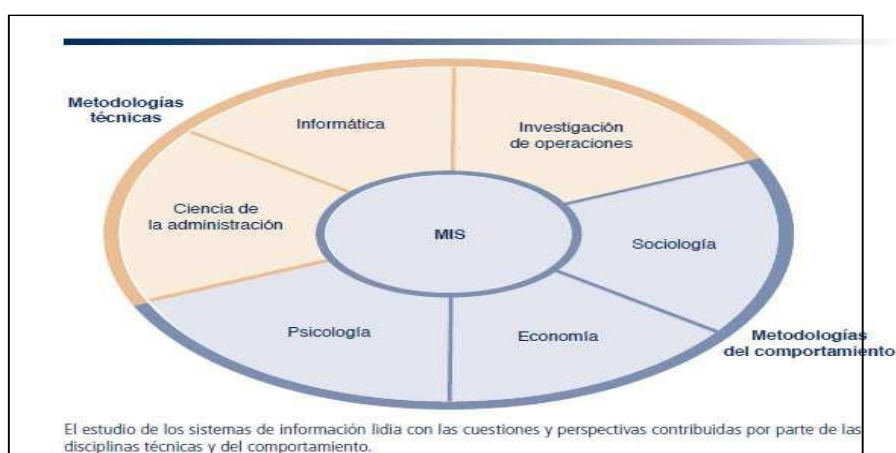 Metodologías
técnicas
Informática
Investigación
de operaciones
Ciencia de
la administración
MIS
Sociología
Psicología
Economía
Metodologías
del comportamiento
El estudio de los sistemas de información lidia con las cuestiones y perspectivas contribuidas por parte de las
disciplinas técnicas y del comportamiento.